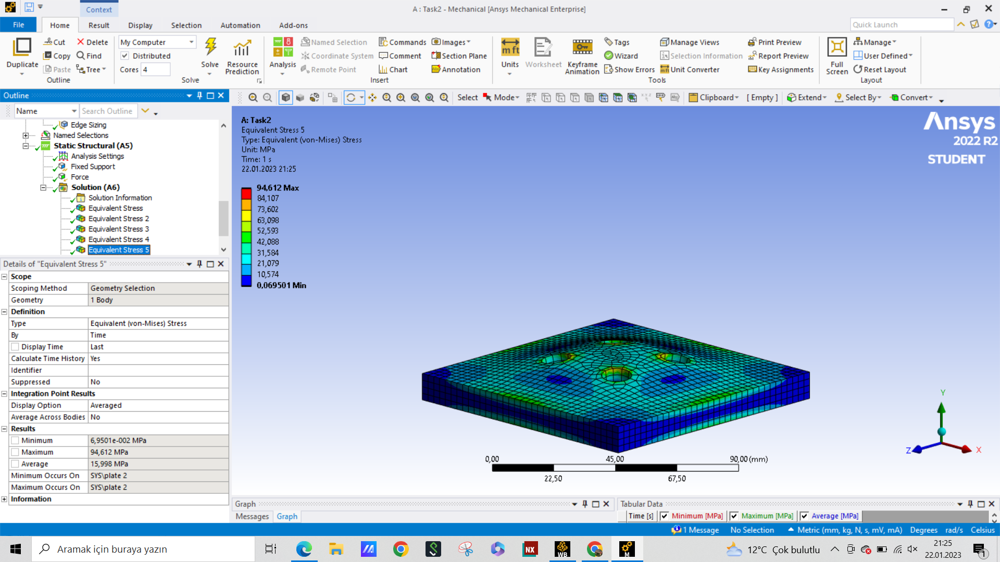 Context
A : Task2 - Mechanical [Ansys Mechanical Enterprise]
File
Home
Result
Display
Selection
Automation
Add-ons
Quick Launch
Duplicate
Cut
Copy
Paste
Delete
Find
Tree
Outline
My Computer
Distributed
Cores 4
Solve
Resource Prediction
Solve
Analysis
Named Selection
Coordinate System
Remote Point
Commands
Comment
Chart
Images
Section Plane
Annotation
Insert
Units
Worksheet
Keyframe Animation
Tags
Wizard
Show Errors
Manage Views
Selection Information
Unit Converter
Print Preview
Report Preview
Key Assignments
Tools
Full Screen
Manage
User Defined
Reset Layout
Layout
Outline
Name
Search Outline
Select
Mode
Clipboard
[ Empty ]
Extend
Select By
Convert
Edge Sizing
Named Selections
Static Structural (A5)
Analysis Settings
Fixed Support
Force
Solution (A6)
Solution Information
Equivalent Stress
Equivalent Stress 2
Equivalent Stress 3
Equivalent Stress 4
Equivalent Stress 5
Details of "Equivalent Stress 5"
Scope
Scoping Method Geometry Selection
Geometry 1 Body
Definition
Type Equivalent (von-Mises) Stress
By Time
Display Time Last
Calculate Time History Yes
Identifier
Suppressed No
Integration Point Results
Display Option Averaged
Average Across Bodies No
Results
Minimum 6,9501e-002 MPa
Maximum 94,612 MPa
Average 15,998 MPa
Minimum Occurs On SYS\plate 2
Maximum Occurs On SYS\plate 2
Information
A: Task2
Equivalent Stress 5
Type: Equivalent (von-Mises) Stress
Unit: MPa
Time: 1 s
22.01.2023 21:25
94,612 Max
84,107
73,602
63,098
52,593
42,088
31,584
21,079
10,574
0,069501 Min
Ansys
2022 R2
STUDENT
Y
Z
X
0,00 45,00 90,00 (mm)
22,50 67,50
Graph
Messages
Graph
Tabular Data
Time [s]
Minimum [MPa]
Maximum [MPa]
Average [MPa]
1 Message
No Selection
Metric (mm, kg, N, s, mV, mA)
Degrees
rad/s
Celsius
Aramak için buraya yazın
NX
WB
M
12°C Çok bulutlu
21:25
22.01.2023
1